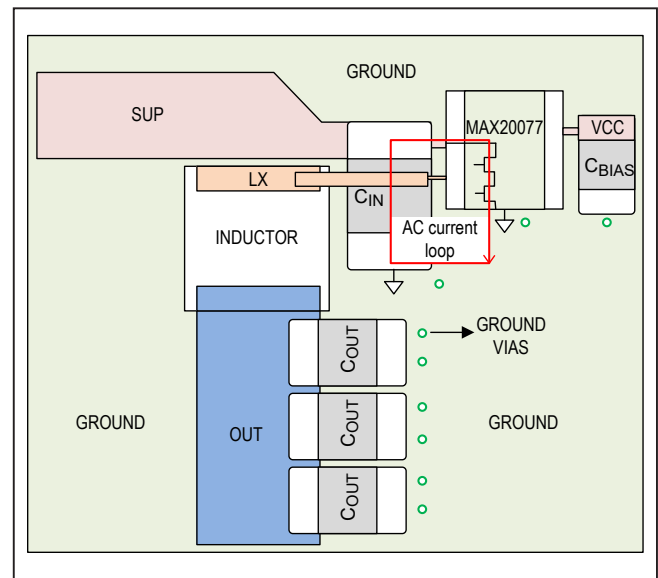 GROUND
SUP
MAX20077
VCC
CBIAS
LX
CIN
AC current
loop
INDUCTOR
COUT
GROUND
VIAS
GROUND
OUT
COUT
GROUND
COUT